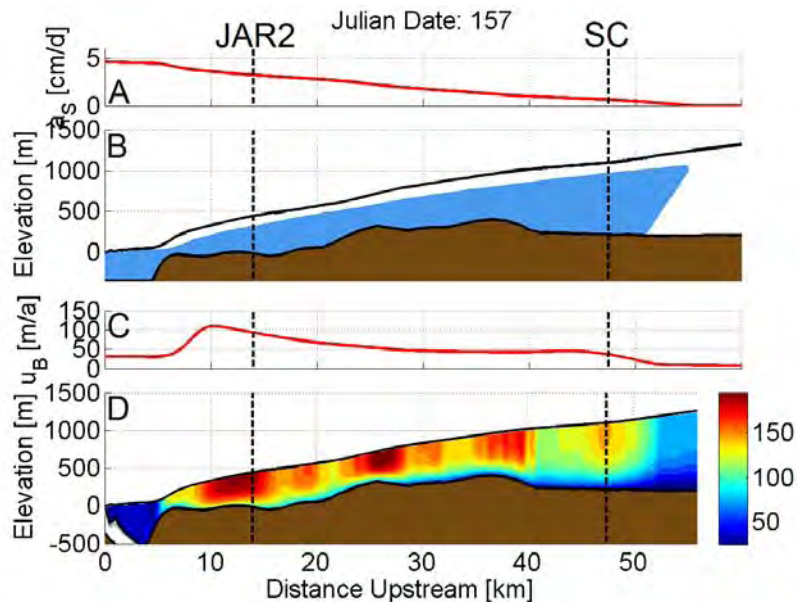 Julian Date: 157
JAR2
SC
a_S [cm/d]
5
0
A
Elevation [m]
1500
1000
500
0
B
u_B [m/a]
150
100
50
0
C
Elevation [m]
1500
1000
500
0
-500
D
150
100
50
0
10
20
30
40
50
Distance Upstream [km]